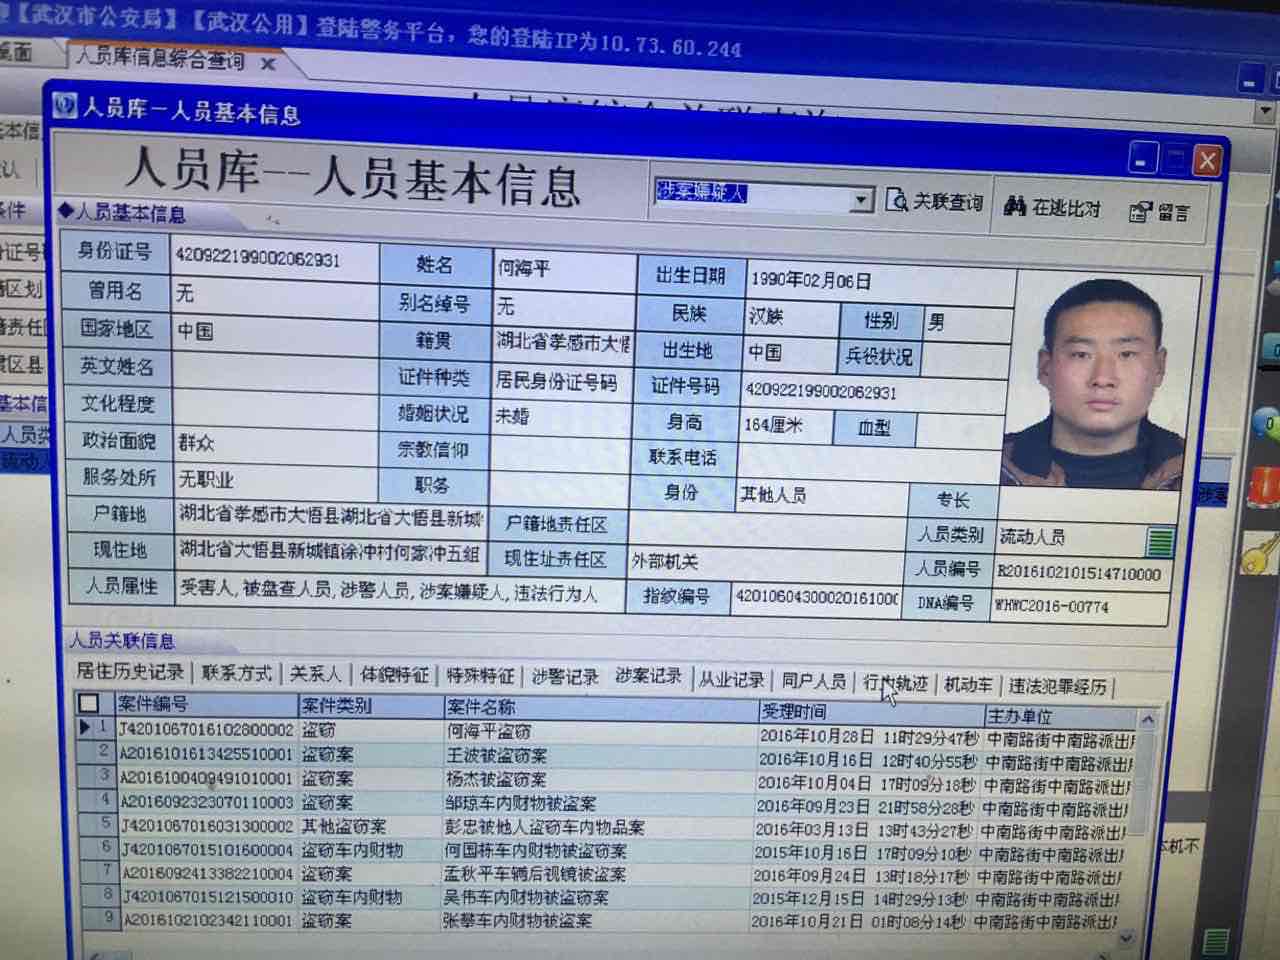 【武汉市公安局】【武汉公用】登陆警务平台，您的登陆IP为10.73.60.244
桌面 人员库信息综合查询
人员库—人员基本信息
人员库--人员基本信息 涉案嫌疑人 关联查询 在逃比对 留言
人员基本信息
身份证号 420922199002062931 姓名 何海平 出生日期 1990年02月06日
曾用名 无 别名绰号 无 民族 汉族 性别 男
国家地区 中国 籍贯 湖北省孝感市大悟 出生地 中国 兵役状况
英文姓名 证件种类 居民身份证号码 证件号码 420922199002062931
文化程度 婚姻状况 未婚 身高 164厘米 血型
政治面貌 群众 宗教信仰 联系电话
服务处所 无职业 职务 身份 其他人员 专长
户籍地 湖北省孝感市大悟县湖北省大悟县新城 户籍地责任区 人员类别 流动人员
现住地 湖北省大悟县新城镇徐冲村何家冲五组 现住址责任区 外部机关 人员编号 R2016102101514710000
人员属性 受害人,被盘查人员,涉警人员,涉案嫌疑人,违法行为人 指纹编号 4201060430002016100 DNA编号 WHWC2016-00774
人员关联信息
居住历史记录 联系方式 关系人 体貌特征 特殊特征 涉警记录 涉案记录 从业记录 同户人员 行为轨迹 机动车 违法犯罪经历
案件编号 案件类别 案件名称 受理时间 主办单位
1 J4201067016102800002 盗窃 何海平盗窃 2016年10月28日 11时29分47秒 中南路街中南路派出
2 A2016101613425510001 盗窃案 王波被盗窃案 2016年10月16日 12时40分55秒 中南路街中南路派出
3 A2016100409491010001 盗窃案 杨杰被盗窃案 2016年10月04日 17时09分18秒 中南路街中南路派出
4 A2016092323070110003 盗窃案 邹琼车内财物被盗案 2016年09月23日 21时58分28秒 中南路街中南路派出
5 J4201067016031300002 其他盗窃案 彭忠被他人盗窃车内物品案 2016年03月13日 13时43分27秒 中南路街中南路派出
6 J4201067015101600004 盗窃车内财物 何国栋车内财物被盗窃案 2015年10月16日 17时09分10秒 中南路街中南路派出
7 A2016092413382210004 盗窃案 孟秋平车辆后视镜被盗案 2016年09月24日 13时18分17秒 中南路街中南路派出
8 J4201067015121500010 盗窃车内财物 吴伟车内财物被盗窃案 2015年12月15日 14时29分13秒 中南路街中南路派出
9 A2016102102342110001 盗窃案 张攀车内财物被盗案 2016年10月21日 01时08分14秒 中南路街中南路派出